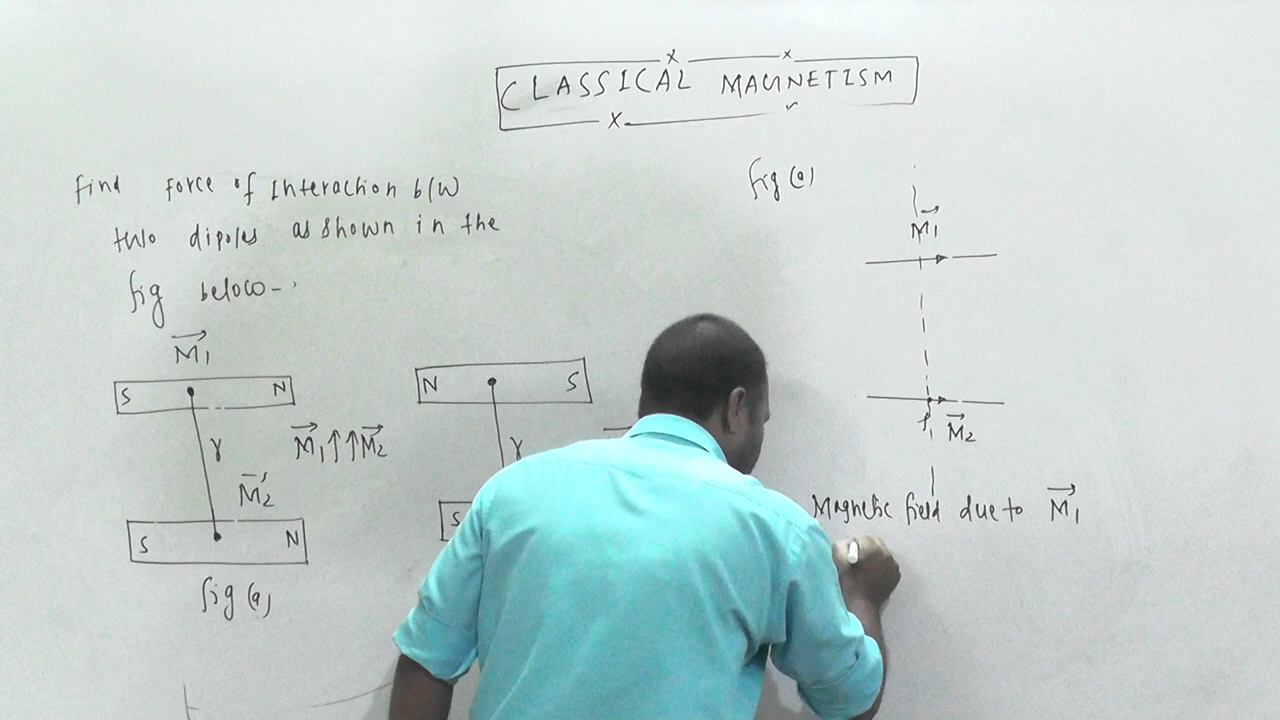 CLASSICAL MAGNETISM
find force of interaction b/w
two dipoles as shown in the
fig below-
M1
S N
r
M1↑↑M2
M2
S N
fig (a)
N S
r
S
fig (a)
M1
P1 M2
Magnetic field due to M1